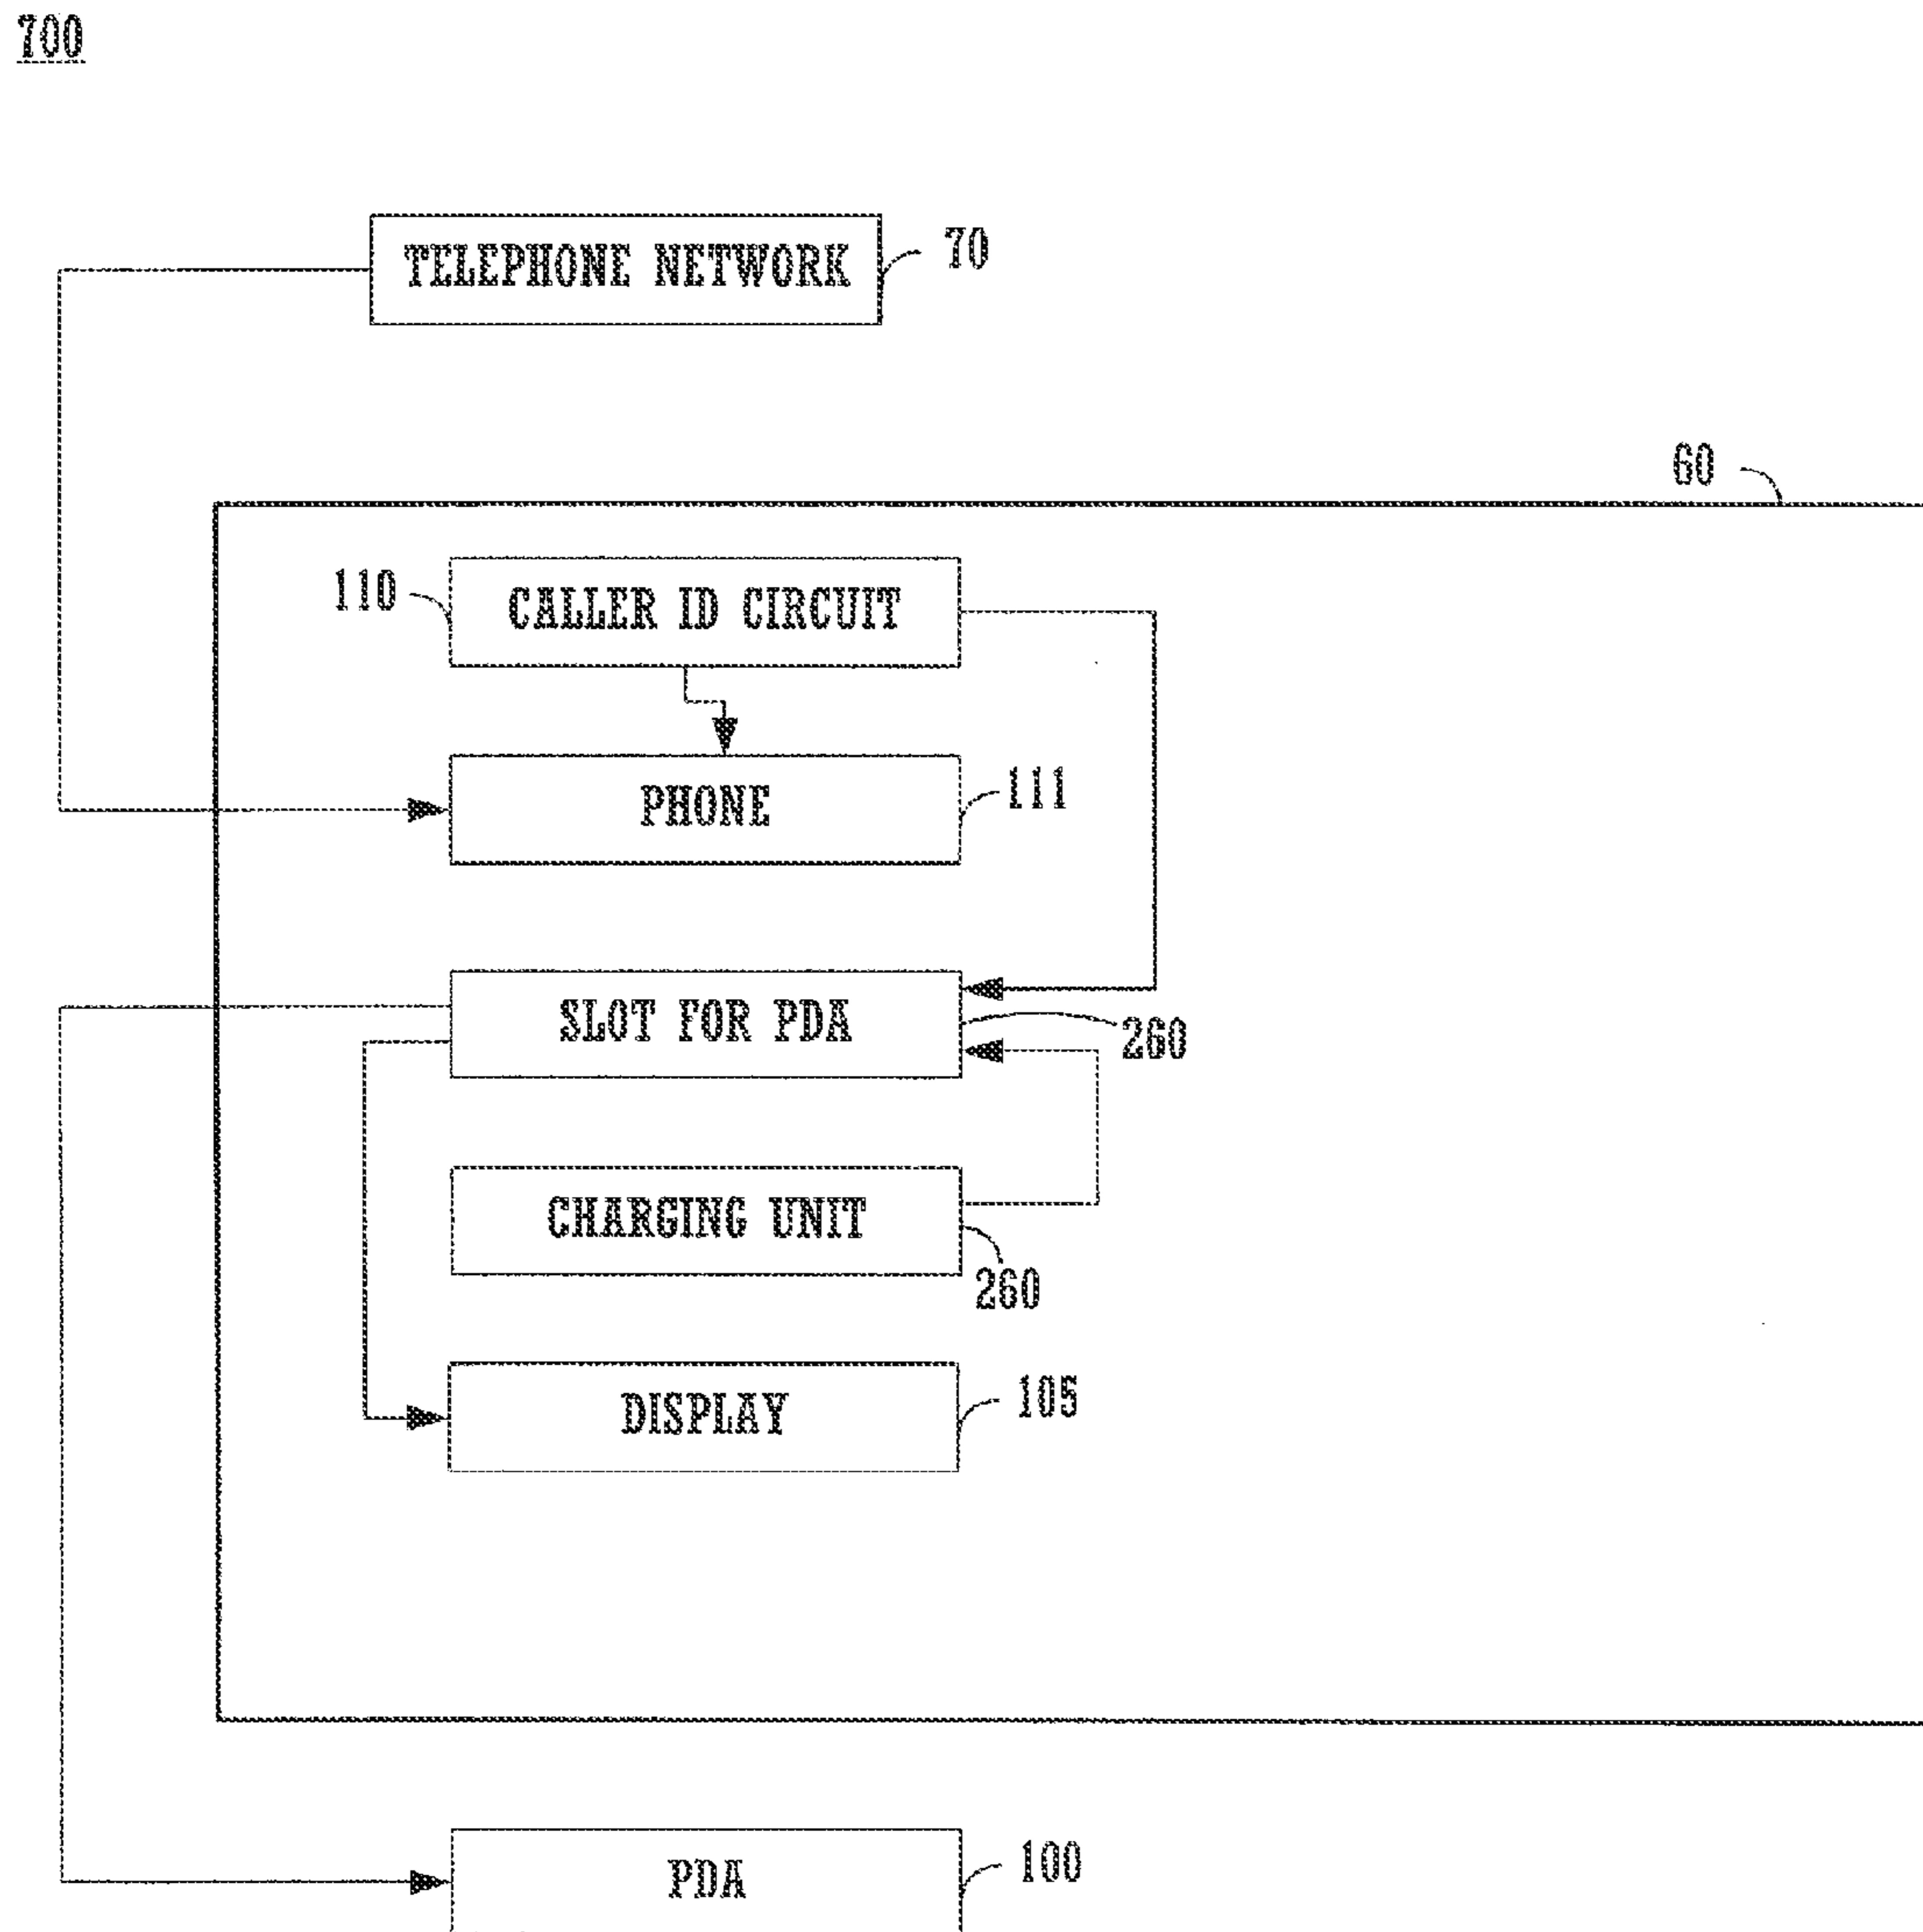 700
TELEPHONE NETWORK
70
60
110
CALLER ID CIRCUIT
PHONE
111
SLOT FOR PDA
260
CHARGING UNIT
260
DISPLAY
105
PDA
100